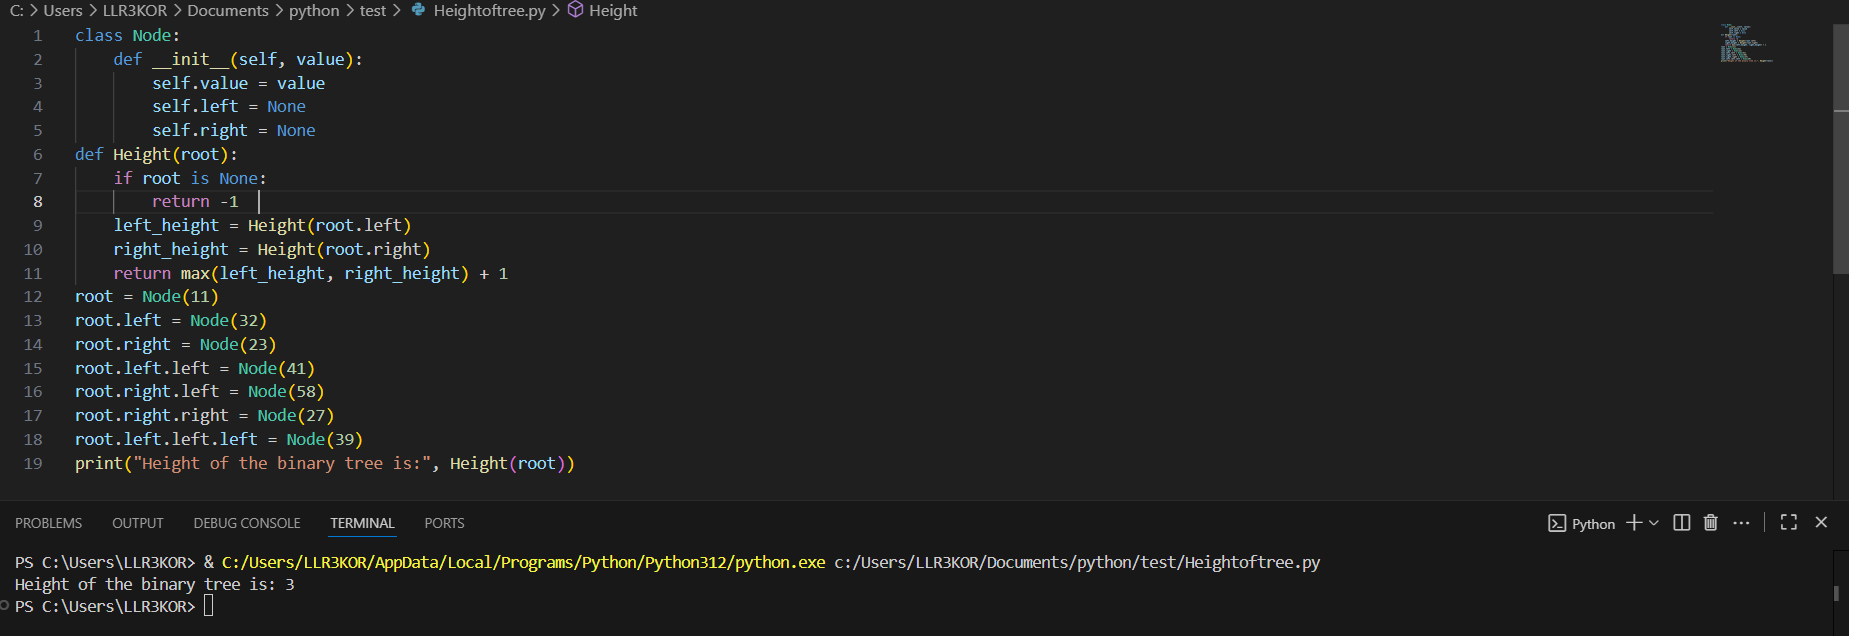 C: > Users > LLR3KOR > Documents > python > test > Heightoftree.py > Height
1 class Node:
2     def __init__(self, value):
3         self.value = value
4         self.left = None
5         self.right = None
6 def Height(root):
7     if root is None:
8         return -1
9     left_height = Height(root.left)
10     right_height = Height(root.right)
11     return max(left_height, right_height) + 1
12 root = Node(11)
13 root.left = Node(32)
14 root.right = Node(23)
15 root.left.left = Node(41)
16 root.right.left = Node(58)
17 root.right.right = Node(27)
18 root.left.left.left = Node(39)
19 print("Height of the binary tree is:", Height(root))
PROBLEMS OUTPUT DEBUG CONSOLE TERMINAL PORTS Python
PS C:\Users\LLR3KOR> & C:/Users/LLR3KOR/AppData/Local/Programs/Python/Python312/python.exe c:/Users/LLR3KOR/Documents/python/test/Heightoftree.py
Height of the binary tree is: 3
PS C:\Users\LLR3KOR>